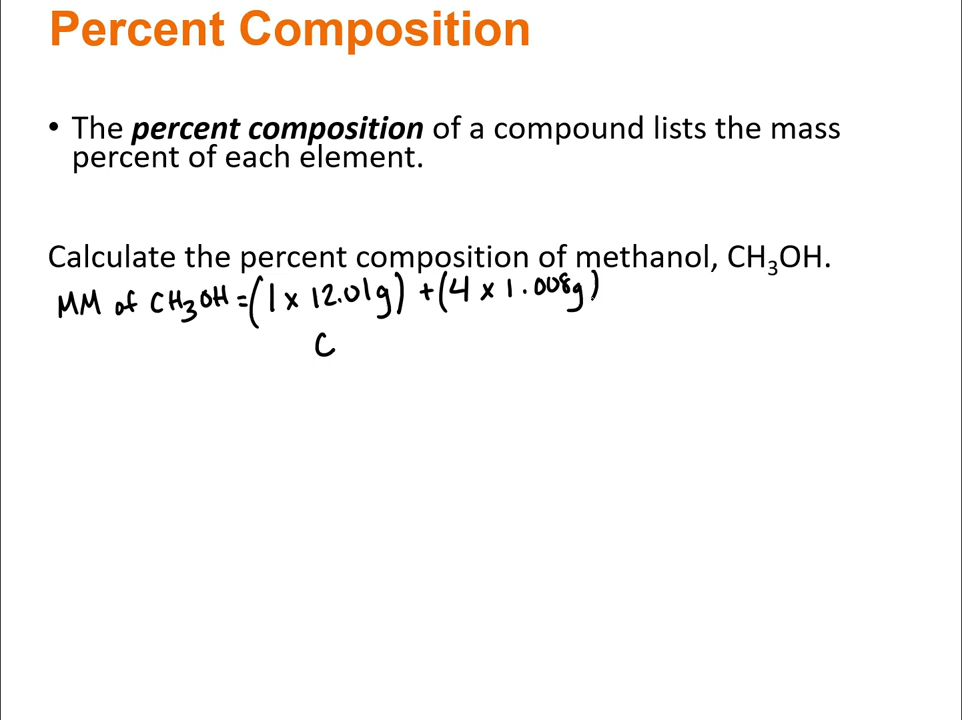 Percent Composition
• The percent composition of a compound lists the mass
percent of each element.
Calculate the percent composition of methanol, CH₃OH.
MM of CH₃OH = (1 x 12.01g) + (4 x 1.008g)
C